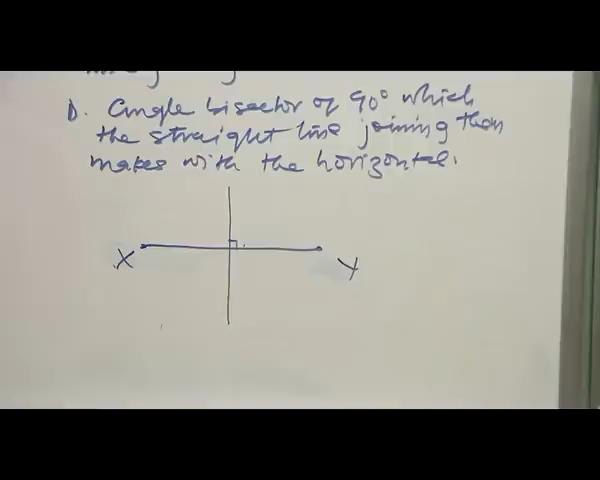 D. Angle bisector of 90° which
the straight line joining them
makes with the horizontal.
X
Y